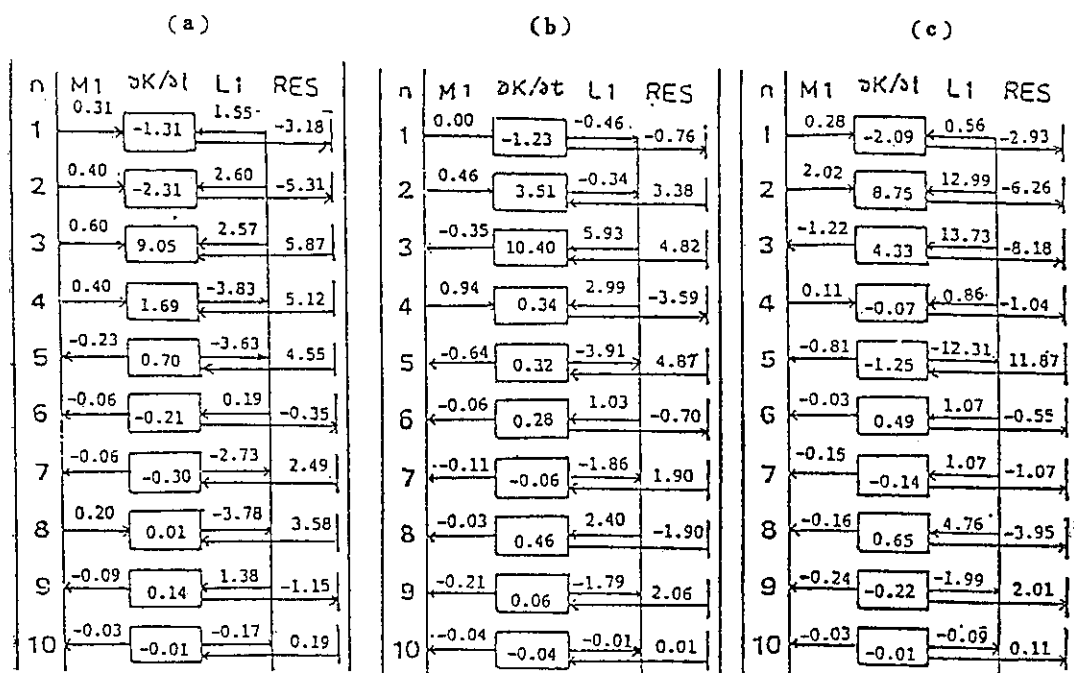 (a)
n M1 ∂K/∂t L1 RES
1 0.31 -1.31 1.55 -3.18
2 0.40 -2.31 2.60 -5.31
3 0.60 9.05 2.57 5.87
4 0.40 1.69 -3.83 5.12
5 -0.23 0.70 -3.63 4.55
6 -0.06 -0.21 0.19 -0.35
7 -0.06 -0.30 -2.73 2.49
8 0.20 0.01 -3.78 3.58
9 -0.09 0.14 1.38 -1.15
10 -0.03 -0.01 -0.17 0.19
(b)
n M1 ∂K/∂t L1 RES
1 0.00 -1.23 -0.46 -0.76
2 0.46 3.51 -0.34 3.38
3 -0.35 10.40 5.93 4.82
4 0.94 0.34 2.99 -3.59
5 -0.64 0.32 -3.91 4.87
6 -0.06 0.28 1.03 -0.70
7 -0.11 -0.06 -1.86 1.90
8 -0.03 0.46 2.40 -1.90
9 -0.21 0.06 -1.79 2.06
10 -0.04 -0.04 -0.01 0.01
(c)
n M1 ∂K/∂t L1 RES
1 0.28 -2.09 0.56 -2.93
2 2.02 8.75 12.99 -6.26
3 -1.22 4.33 13.73 -8.18
4 0.11 -0.07 0.86 -1.04
5 -0.81 -1.25 -12.31 11.87
6 -0.03 0.49 1.07 -0.55
7 -0.15 -0.14 1.07 -1.07
8 -0.16 0.65 4.76 -3.95
9 -0.24 -0.22 -1.99 2.01
10 -0.03 -0.01 -0.09 0.11